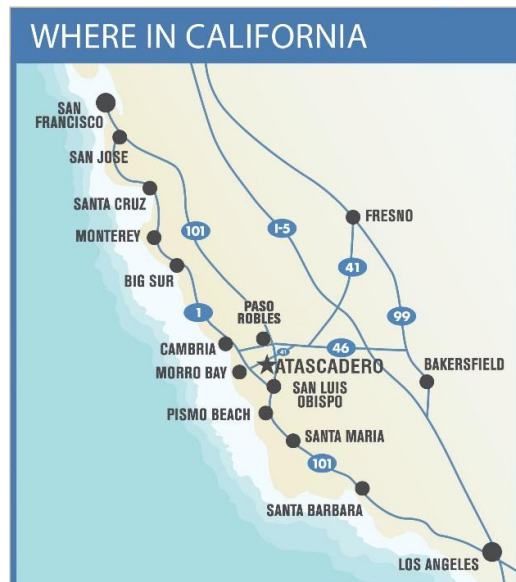 WHERE IN CALIFORNIA
SAN
FRANCISCO
SAN JOSE
SANTA CRUZ
MONTEREY
101
I-5
FRESNO
41
BIG SUR
1
PASO
ROBLES
99
CAMBRIA
41
46
ATASCADERO
MORRO BAY
BAKERSFIELD
SAN LUIS
OBISPO
PISMO BEACH
SANTA MARIA
101
SANTA BARBARA
LOS ANGELES